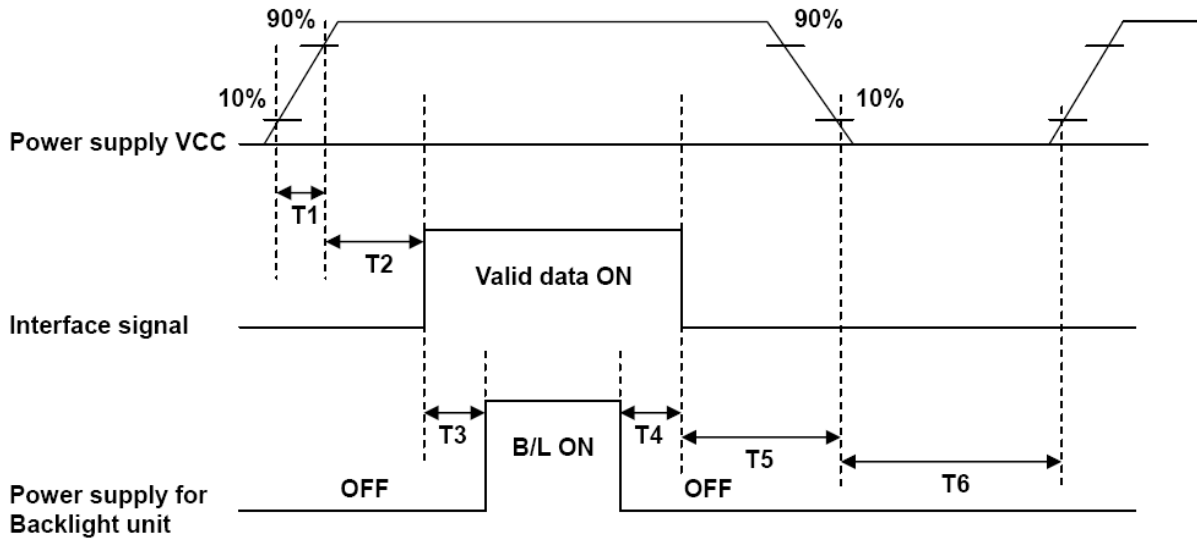 90%
90%
10%
10%
Power supply VCC
T1
T2
Valid data ON
Interface signal
T3
T4
B/L ON
T5
T6
OFF
OFF
Power supply for
Backlight unit